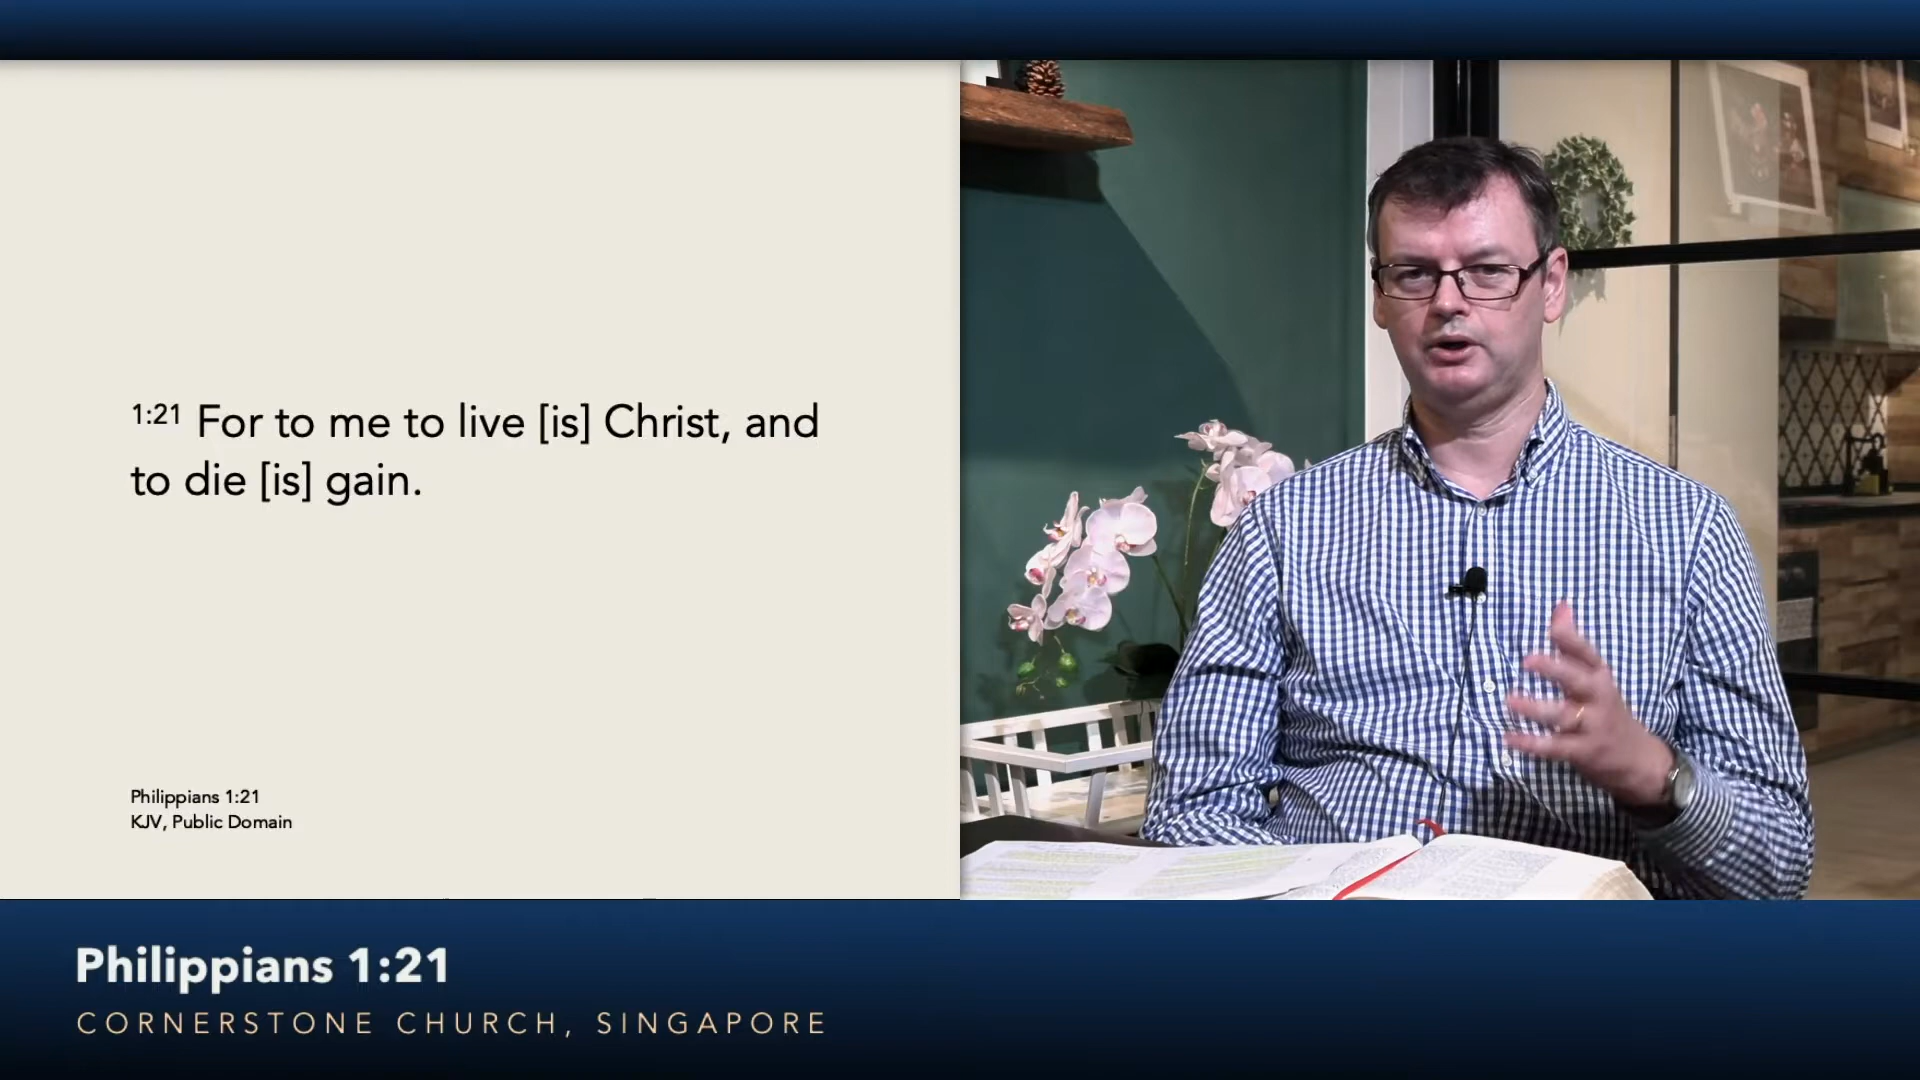 1:21 For to me to live [is] Christ, and
to die [is] gain.
Philippians 1:21
KJV, Public Domain
Philippians 1:21
CORNERSTONE CHURCH, SINGAPORE